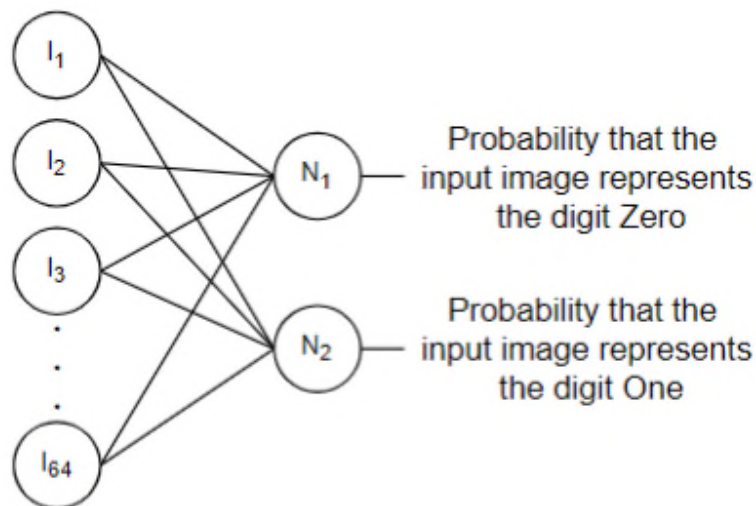 I₁
I₂
I₃
I₆₄
N₁
N₂
Probability that the
input image represents
the digit Zero
Probability that the
input image represents
the digit One